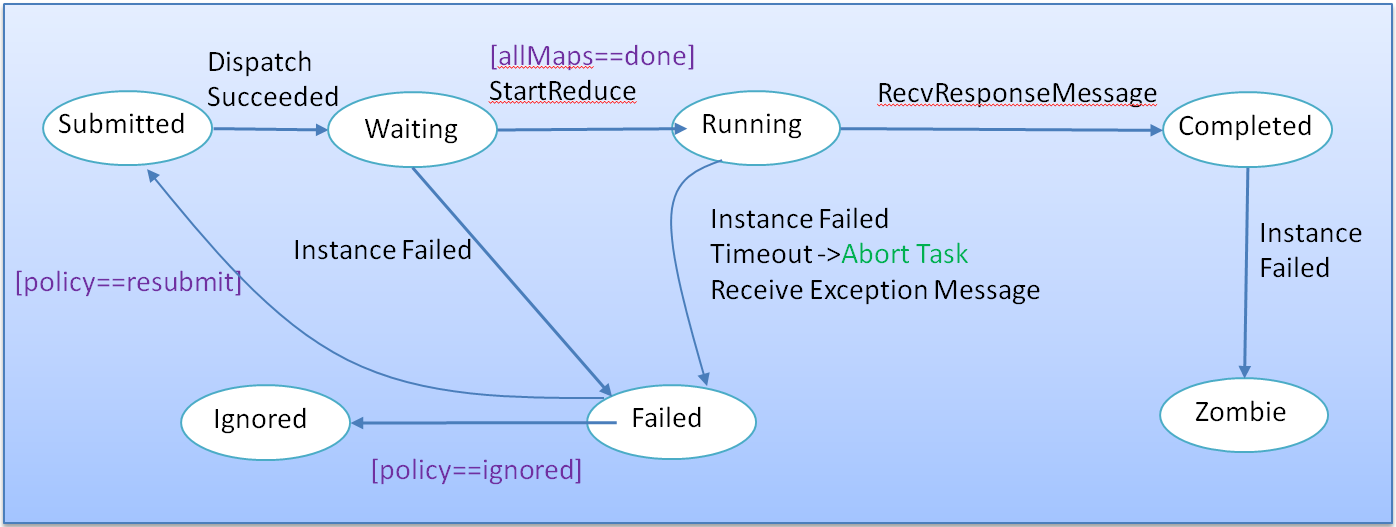 Dispatch
Succeeded
[allMaps==done]
StartReduce
RecvResponseMessage
Submitted
Waiting
Running
Completed
Instance Failed
Instance Failed
Timeout ->Abort Task
Receive Exception Message
Instance
Failed
[policy==resubmit]
Ignored
Failed
Zombie
[policy==ignored]